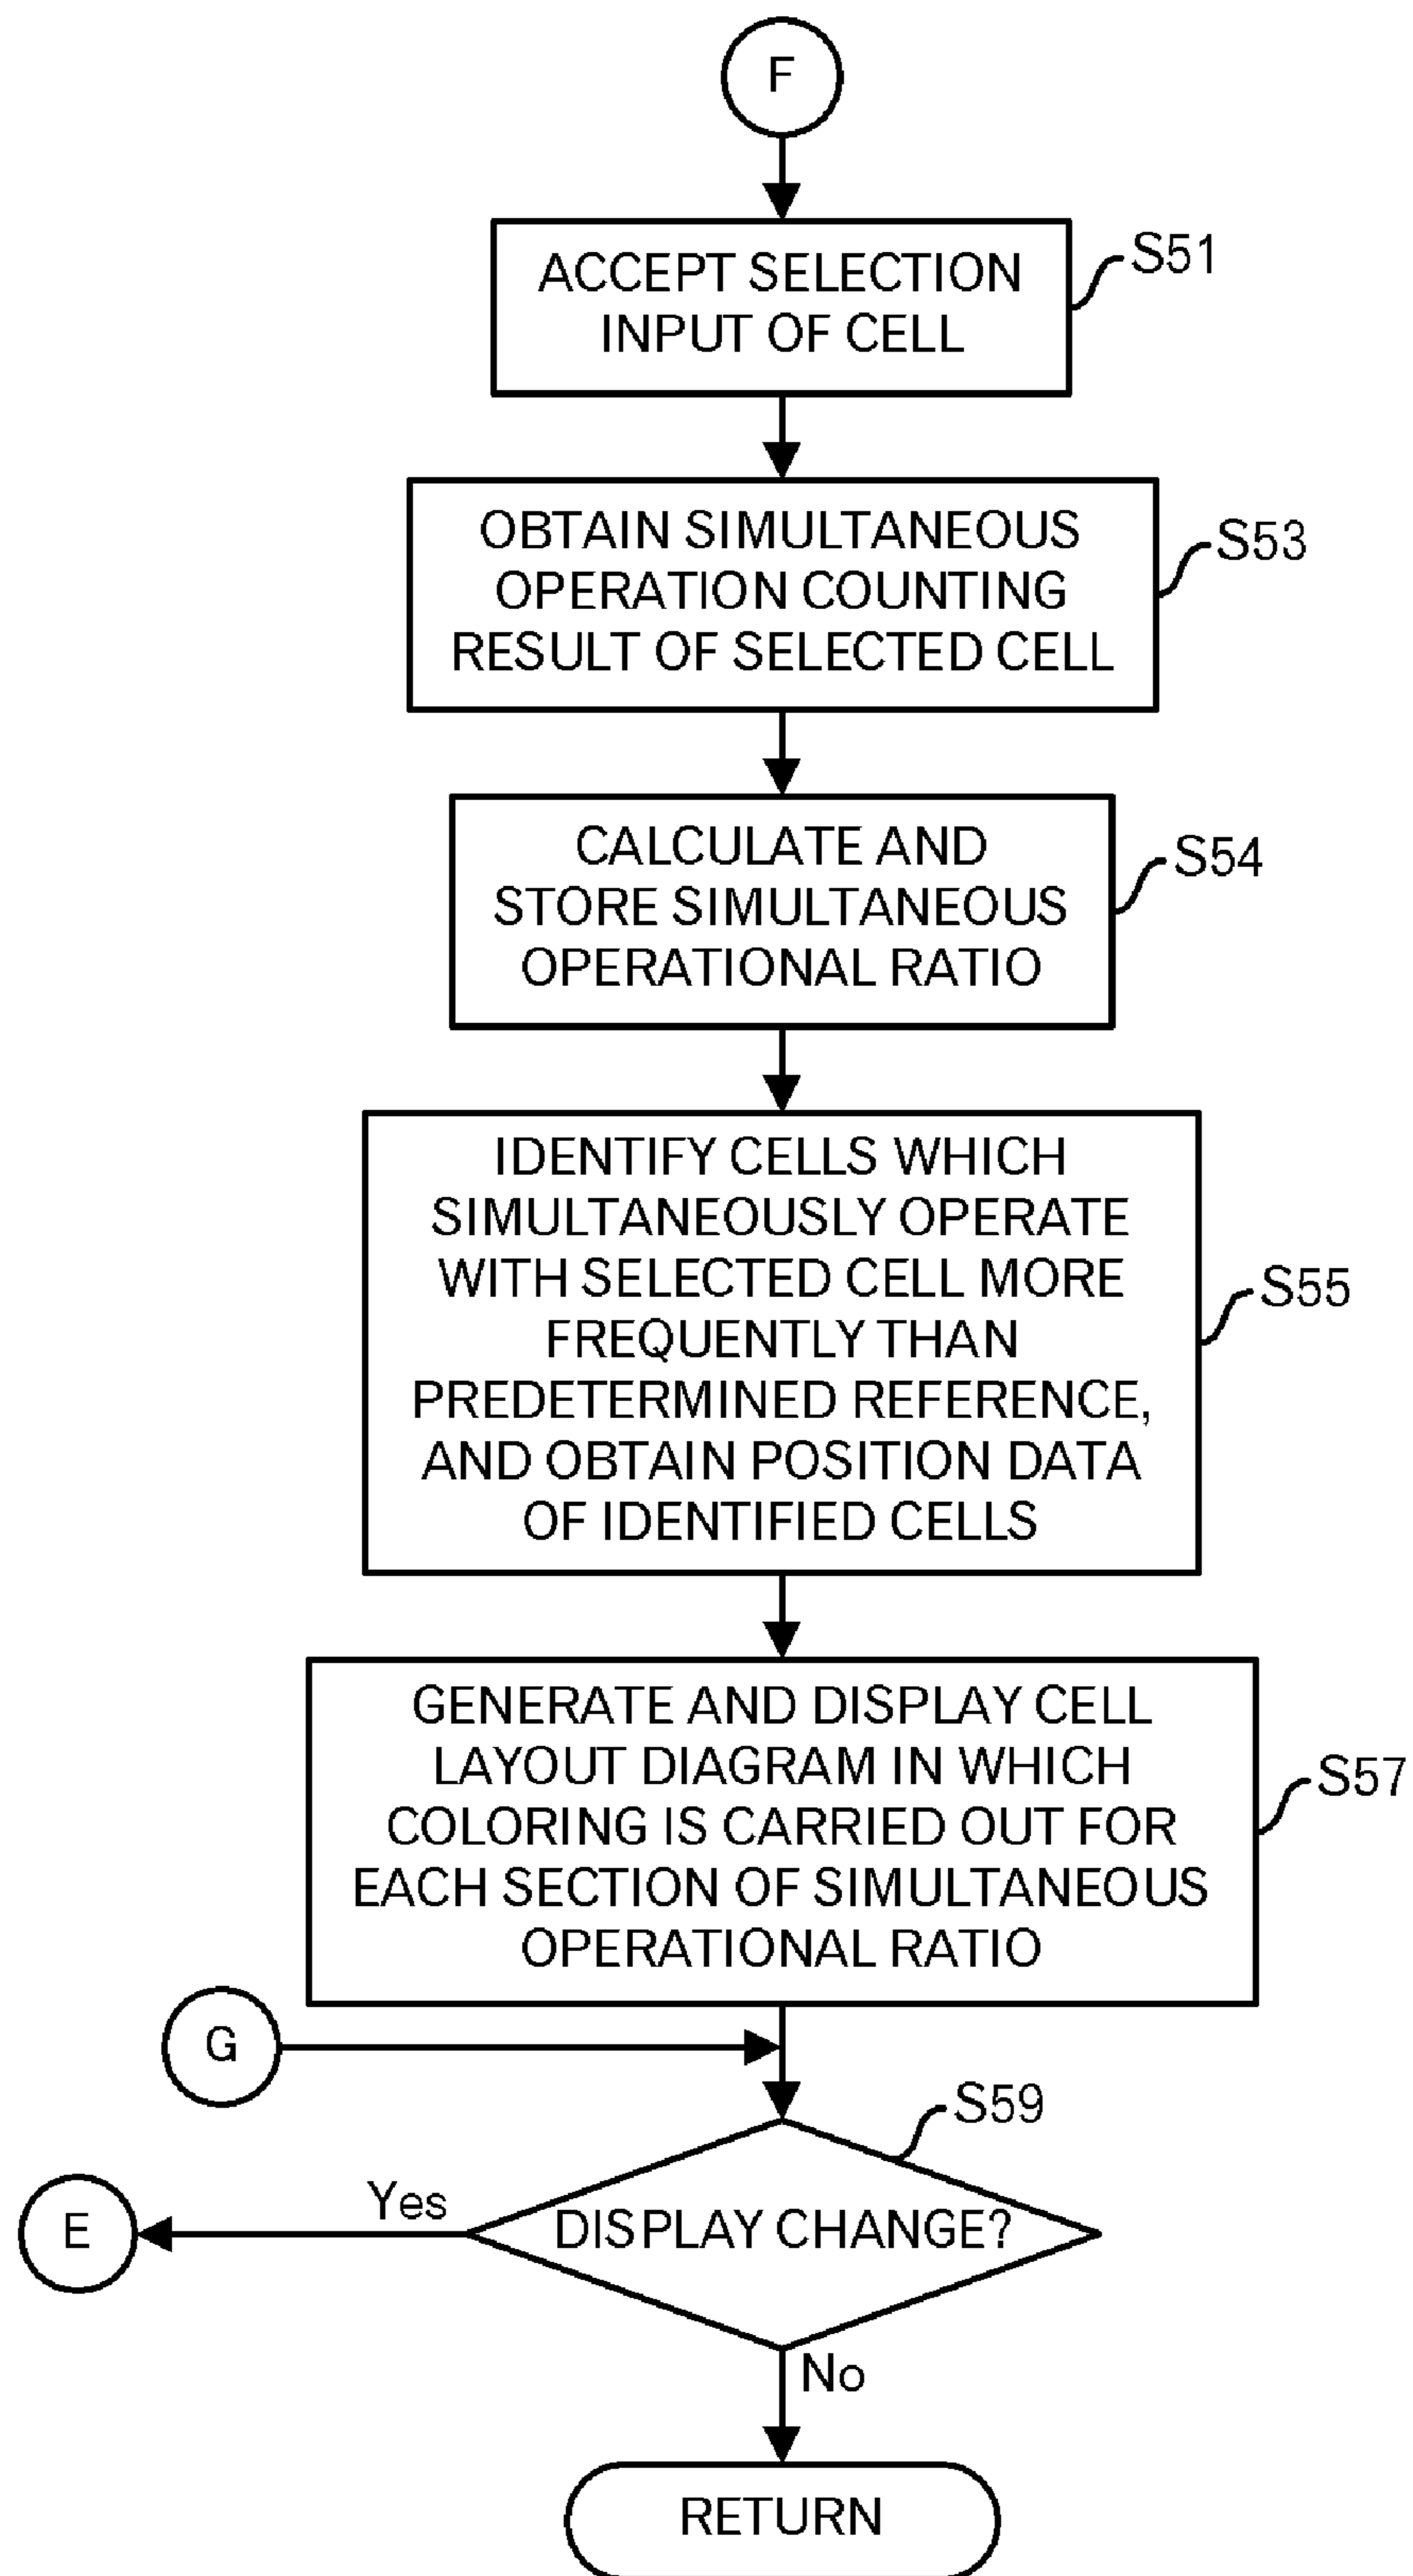 F
ACCEPT SELECTION
INPUT OF CELL
S51
OBTAIN SIMULTANEOUS
OPERATION COUNTING
RESULT OF SELECTED CELL
S53
CALCULATE AND
STORE SIMULTANEOUS
OPERATIONAL RATIO
S54
IDENTIFY CELLS WHICH
SIMULTANEOUSLY OPERATE
WITH SELECTED CELL MORE
FREQUENTLY THAN
PREDETERMINED REFERENCE,
AND OBTAIN POSITION DATA
OF IDENTIFIED CELLS
S55
GENERATE AND DISPLAY CELL
LAYOUT DIAGRAM IN WHICH
COLORING IS CARRIED OUT FOR
EACH SECTION OF SIMULTANEOUS
OPERATIONAL RATIO
S57
G
S59
DISPLAY CHANGE?
Yes
E
No
RETURN